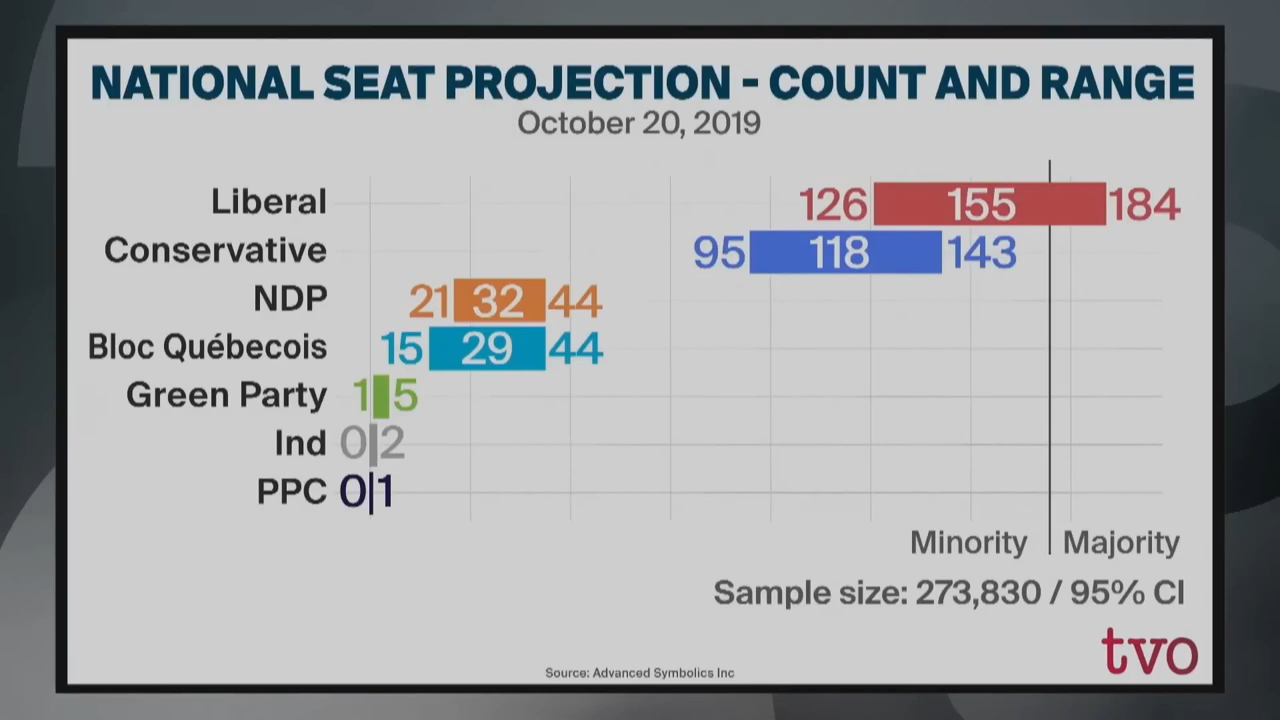 NATIONAL SEAT PROJECTION - COUNT AND RANGE
October 20, 2019
Liberal 126 155 184
Conservative 95 118 143
NDP 21 32 44
Bloc Québecois 15 29 44
Green Party 1 5
Ind 0 2
PPC 0 1
Minority Majority
Sample size: 273,830 / 95% CI
tvo
Source: Advanced Symbolics Inc